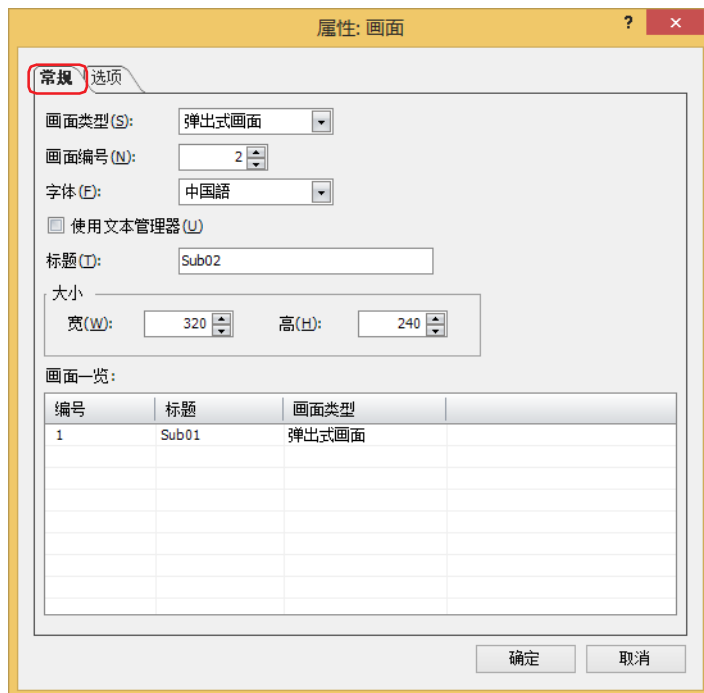 属性: 画面
?
常规 选项
画面类型(S): 弹出式画面
画面编号(N): 2
字体(F): 中国語
使用文本管理器(U)
标题(T): Sub02
大小
宽(W): 320 高(H): 240
画面一览:
编号 标题 画面类型
1 Sub01 弹出式画面
确定 取消